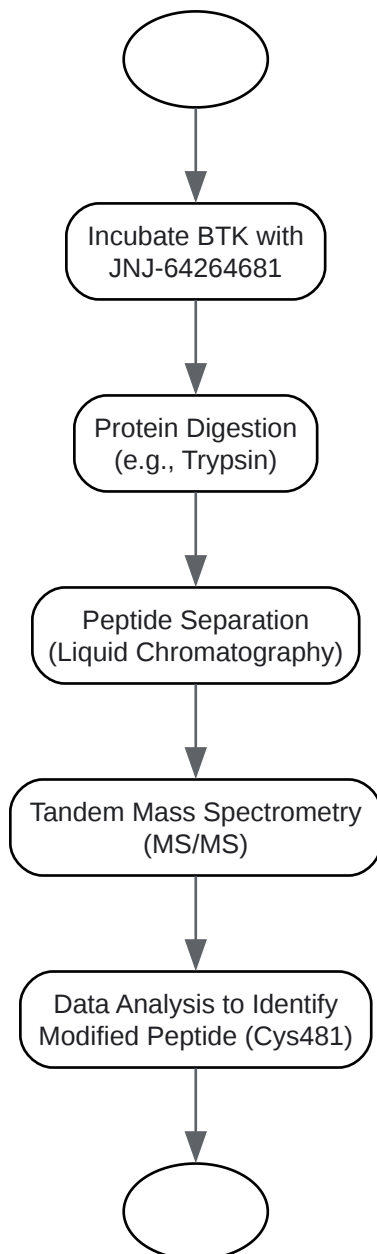 Incubate BTK with
JNJ-64264681
Protein Digestion
(e.g., Trypsin)
Peptide Separation
(Liquid Chromatography)
Tandem Mass Spectrometry
(MS/MS)
Data Analysis to Identify
Modified Peptide (Cys481)